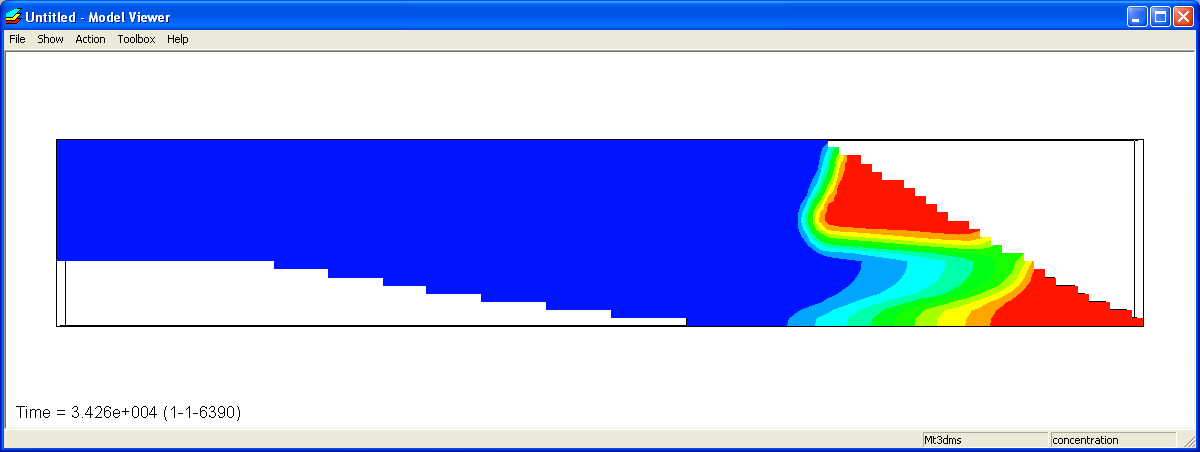 Untitled - Model Viewer
File Show Action Toolbox Help
Time = 3.426e+004 (1-1-6390)
Mt3dms concentration